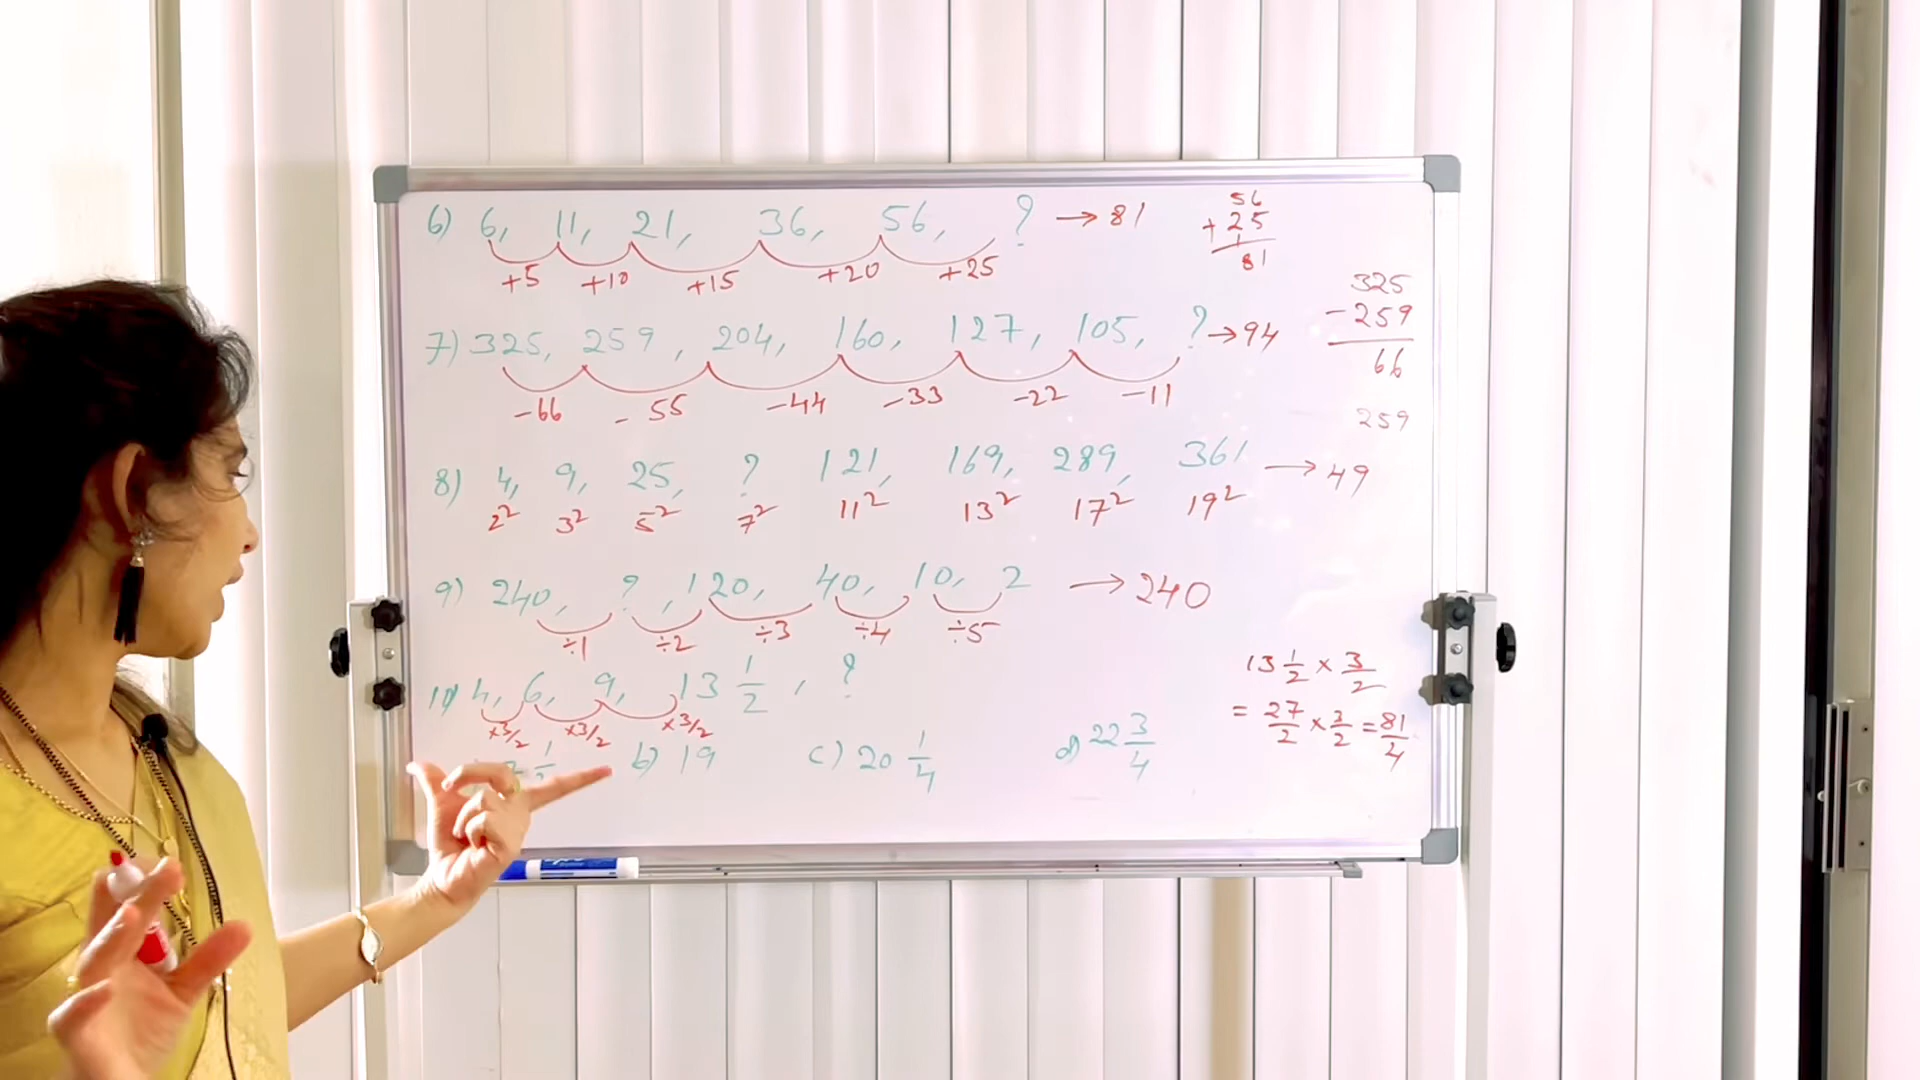 6) 6, 11, 21, 36, 56, ? → 81
+5 +10 +15 +20 +25
56
+ 25
1
81
7) 325, 259, 204, 160, 127, 105, ? → 94
-66 -55 -44 -33 -22 -11
325
- 259
66
259
8) 4, 9, 25, ? 121, 169, 289, 361 → 49
2² 3² 5² 7² 11² 13² 17² 19²
9) 240, ?, 120, 40, 10, 2 → 240
÷1 ÷2 ÷3 ÷4 ÷5
4, 6, 9, 13 1/2, ?
×3/2 ×3/2 ×3/2
b) 19 c) 20 1/4 d) 22 3/4
13 1/2 × 3/2
= 27/2 × 3/2 = 81/4